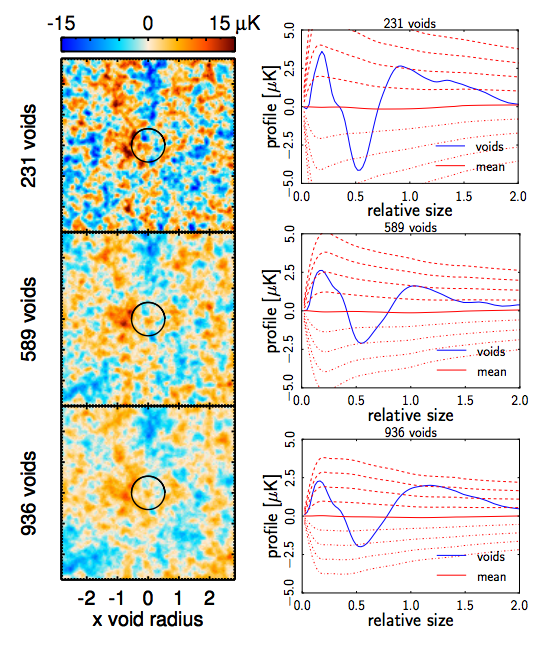 -15 0 15 μK
231 voids
589 voids
936 voids
-2 -1 0 1 2
x void radius
231 voids
5.0
2.5
0.0
−2.5
−5.0
profile [μK]
voids
mean
0.0 0.5 1.0 1.5 2.0
relative size
589 voids
5.0
2.5
0.0
−2.5
−5.0
profile [μK]
voids
mean
0.0 0.5 1.0 1.5 2.0
relative size
936 voids
5.0
2.5
0.0
−2.5
−5.0
profile [μK]
voids
mean
0.0 0.5 1.0 1.5 2.0
relative size